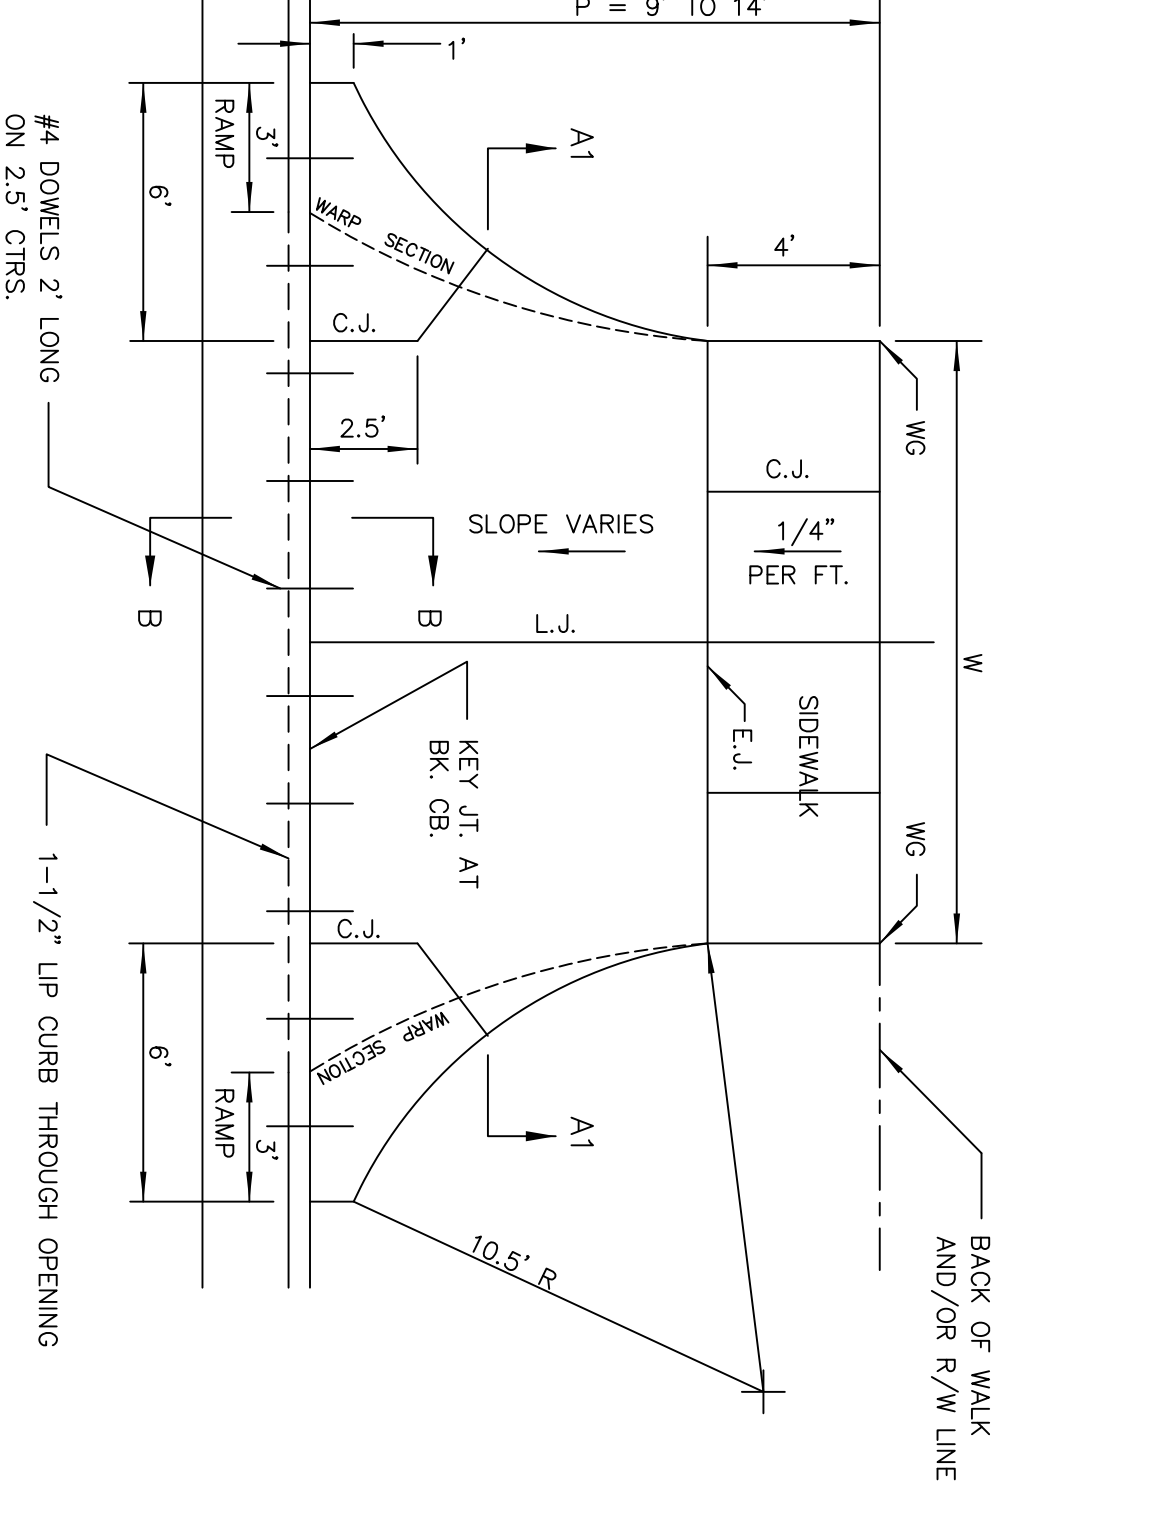 P = 9' TO 14'
1'
A1
3'
RAMP
6'
WARP SECTION
4'
#4 DOWELS 2' LONG
ON 2.5' CTRS.
C.J.
WG
2.5'
C.J.
SLOPE VARIES
1/4"
PER FT.
B
B
L.J.
W
SIDEWALK
E.J.
KEY JT. AT
BK. CB.
WG
1-1/2" LIP CURB THROUGH OPENING
C.J.
WARP SECTION
6'
3'
RAMP
A1
10.5' R
BACK OF WALK
AND/OR R/W LINE